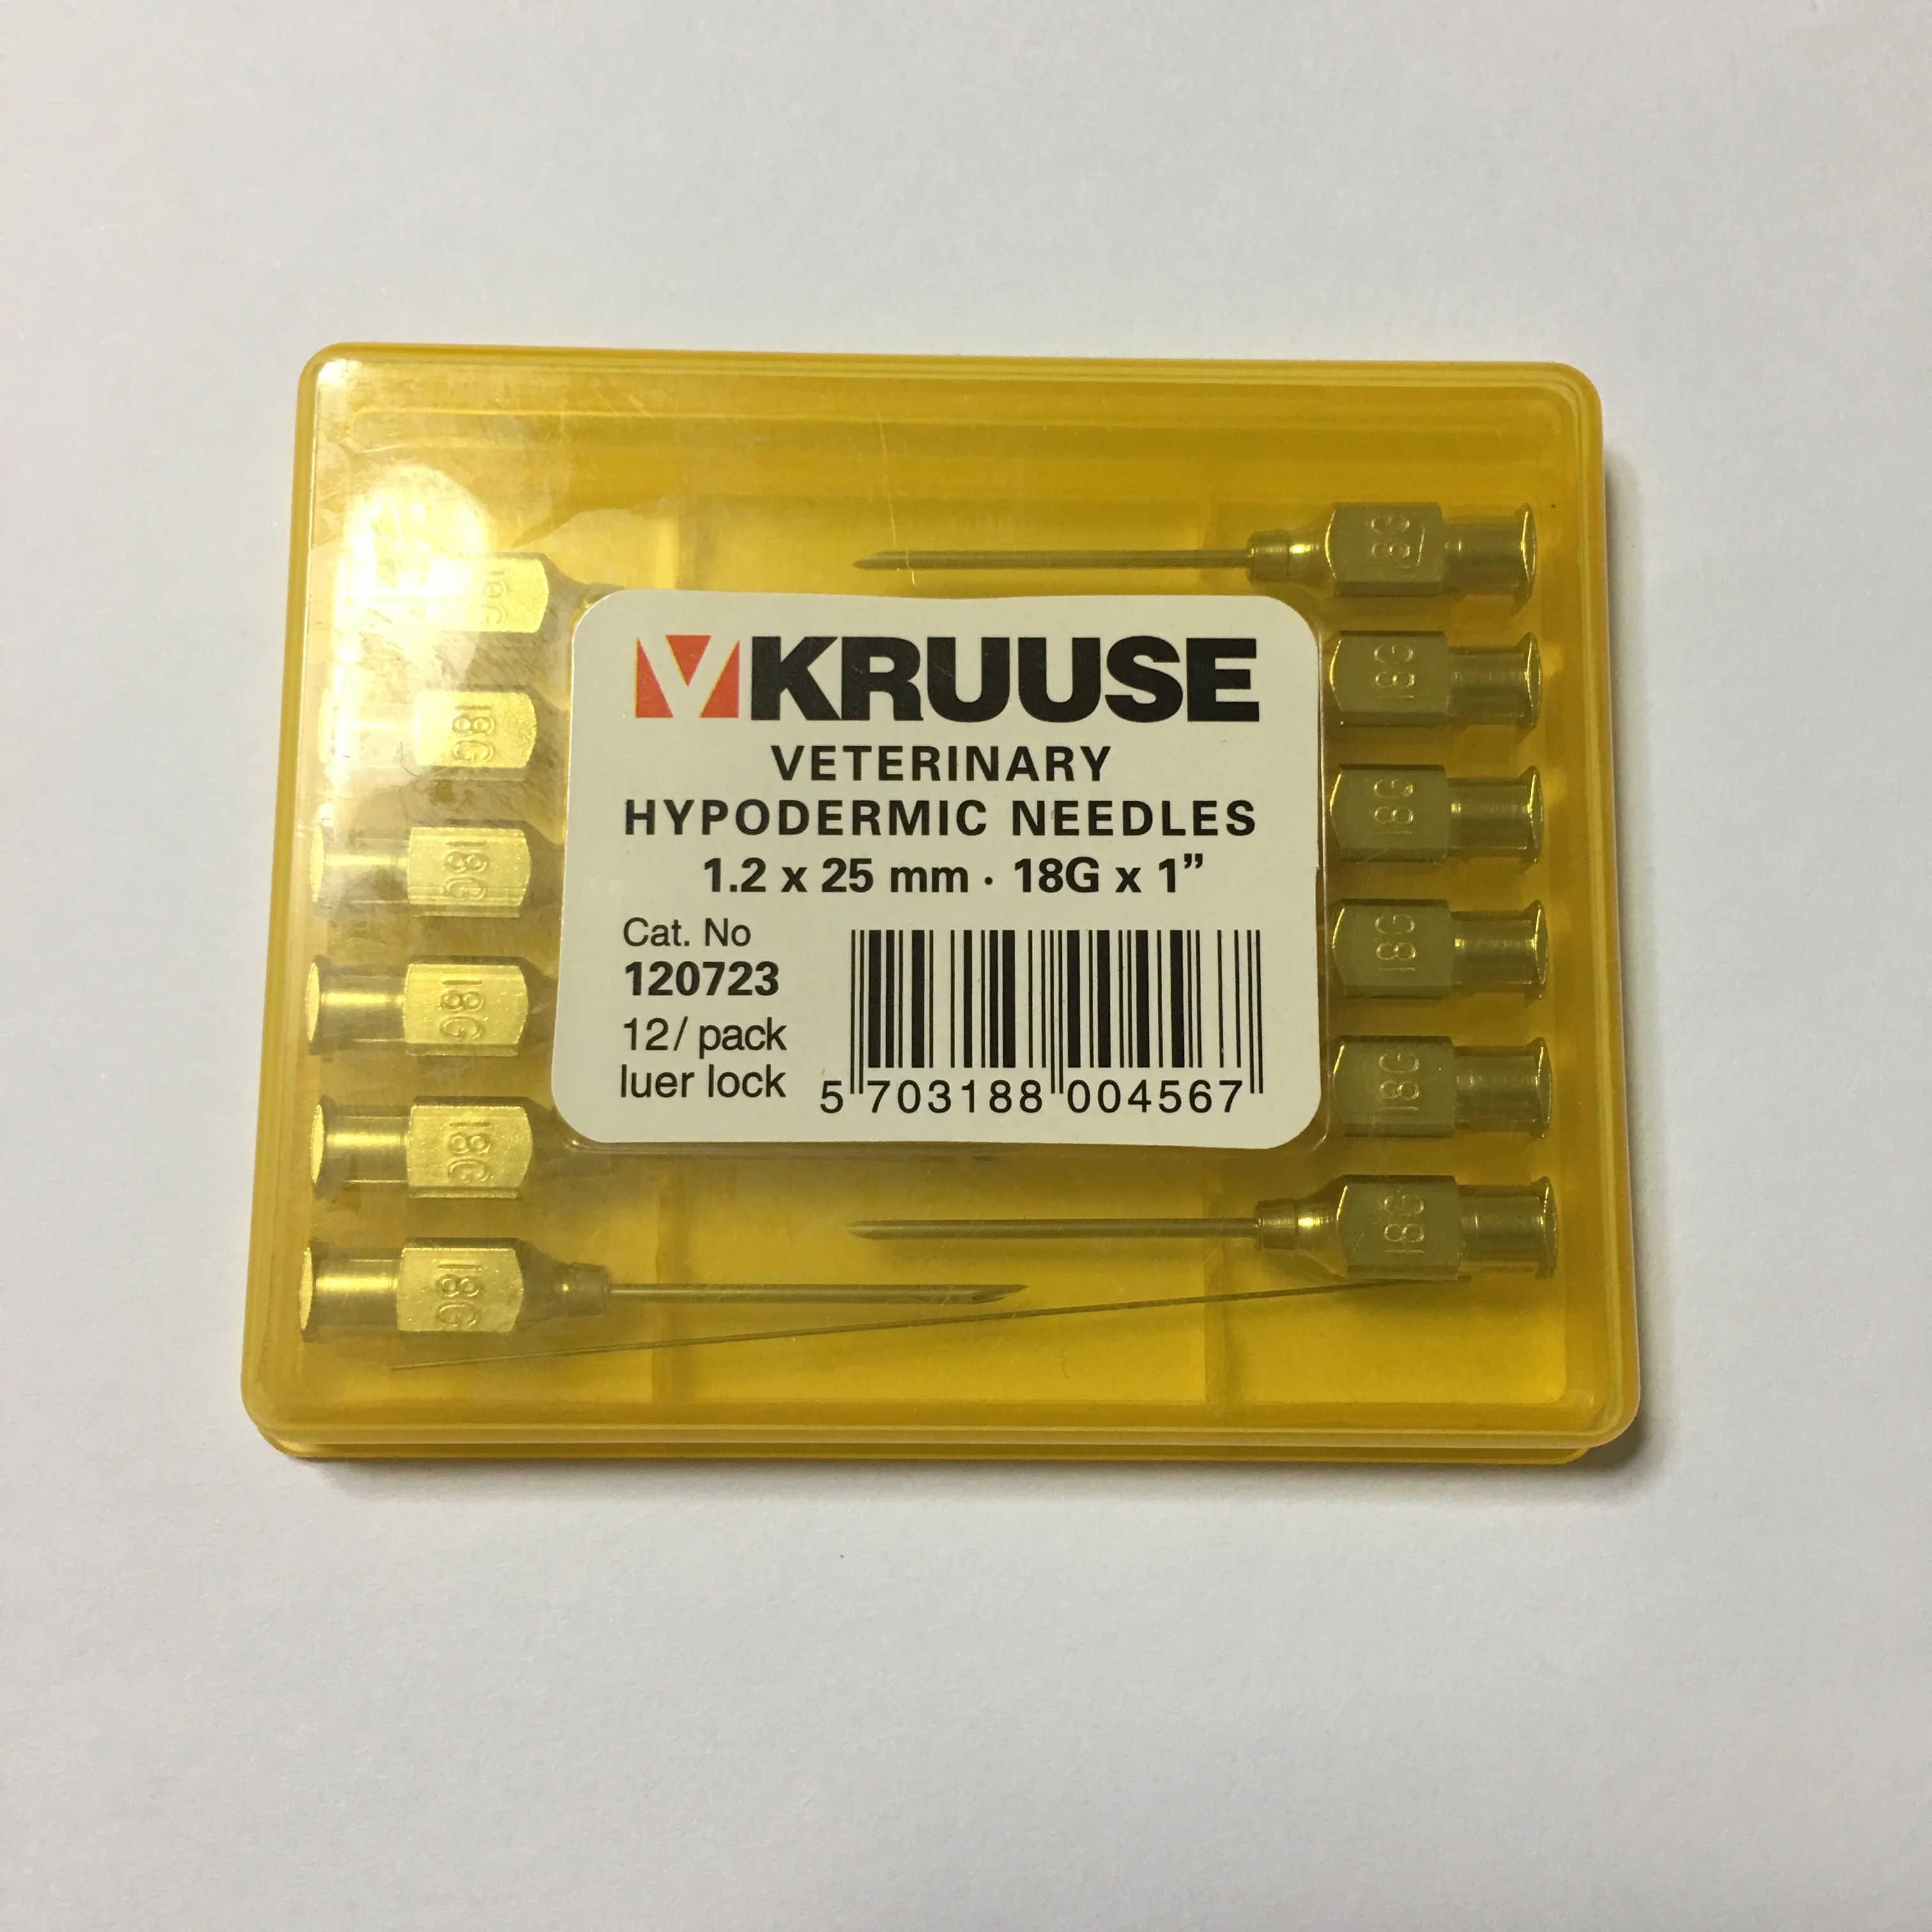 KRUUSE
VETERINARY
HYPODERMIC NEEDLES
1.2 x 25 mm · 18G x 1”
Cat. No
120723
12/ pack
luer lock
5 703188 004567
18G
18G
18G
18G
18G
18G
18G
18G
18G
18G
18G
18G